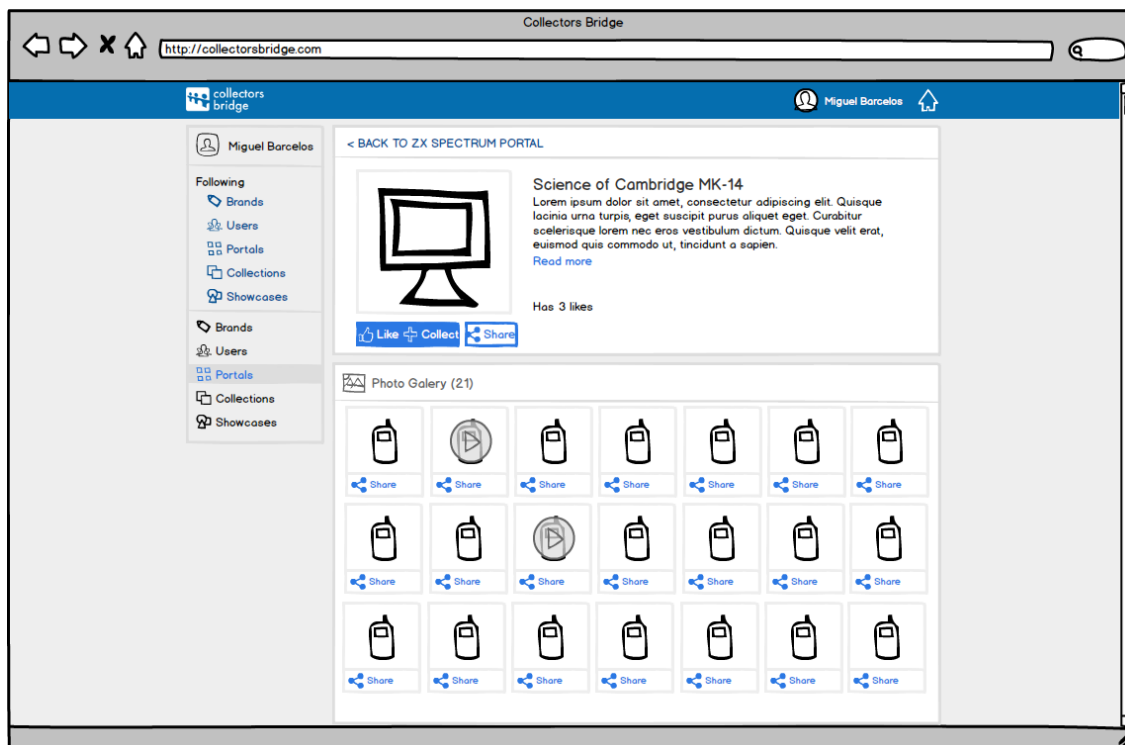 Collectors Bridge
http://collectorsbridge.com
collectors
bridge
Miguel Barcelos
Miguel Barcelos
Following
Brands
Users
Portals
Collections
Showcases
Brands
Users
Portals
Collections
Showcases
< BACK TO ZX SPECTRUM PORTAL
Science of Cambridge MK-14
Lorem ipsum dolor sit amet, consectetur adipiscing elit. Quisque
lacinia urna turpis, eget suscipit purus aliquet eget. Curabitur
scelerisque lorem nec eros vestibulum dictum. Quisque velit erat,
euismod quis commodo ut, tincidunt a sapien.
Read more
Has 3 likes
Like Collect Share
Photo Galery (21)
Share Share Share Share Share Share Share
Share Share Share Share Share Share Share
Share Share Share Share Share Share Share